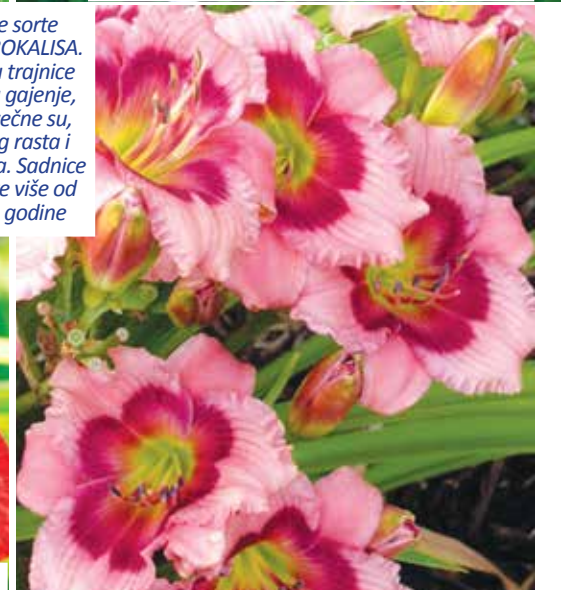 e sorte
OKALISA.
trajnice
gajenje,
ečne su,
g rasta i
a. Sadnice
e više od
godine